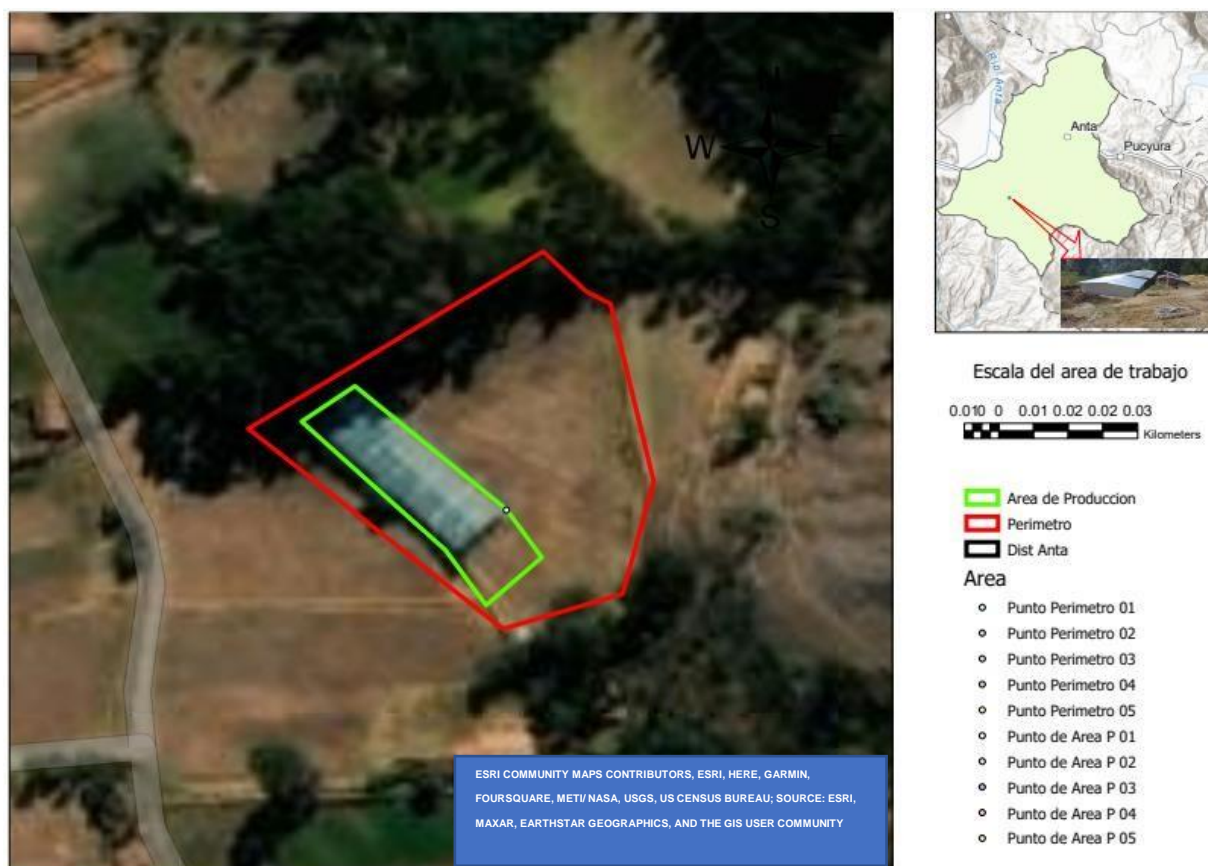 N
W E
S
Rio Anta
Anta
Pucyura
Escala del area de trabajo
0.010 0 0.01 0.02 0.02 0.03
Kilometers
Area de Produccion
Perimetro
Dist Anta
Area
Punto Perimetro 01
Punto Perimetro 02
Punto Perimetro 03
Punto Perimetro 04
Punto Perimetro 05
Punto de Area P 01
Punto de Area P 02
Punto de Area P 03
Punto de Area P 04
Punto de Area P 05
ESRI COMMUNITY MAPS CONTRIBUTORS, ESRI, HERE, GARMIN,
FOURSQUARE, METI/ NASA, USGS, US CENSUS BUREAU; SOURCE: ESRI,
MAXAR, EARTHSTAR GEOGRAPHICS, AND THE GIS USER COMMUNITY